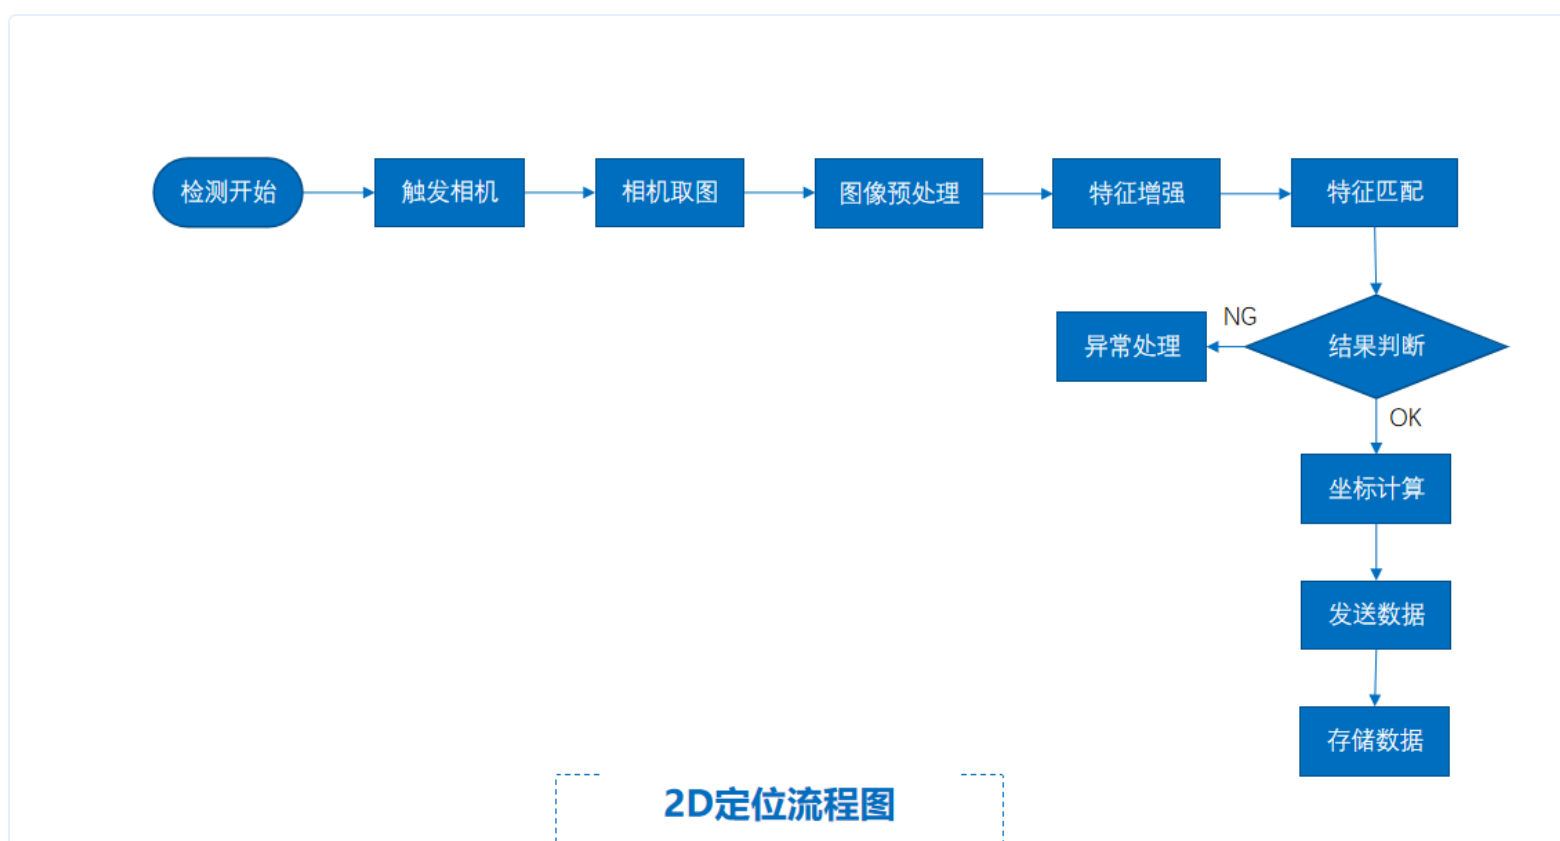 检测开始
触发相机
相机取图
图像预处理
特征增强
特征匹配
结果判断
NG
异常处理
OK
坐标计算
发送数据
存储数据
2D定位流程图